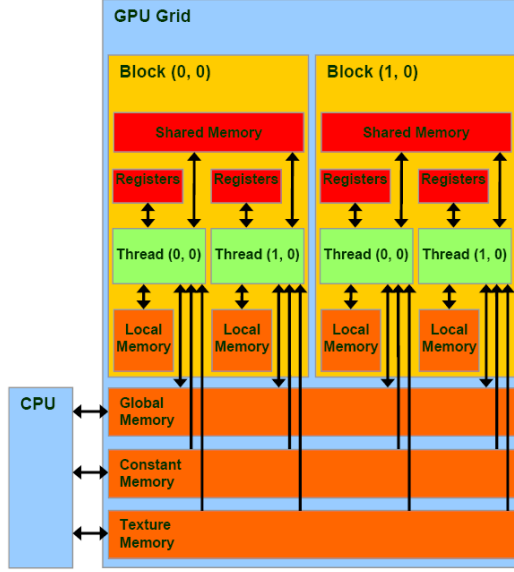 GPU Grid
Block (0, 0)
Shared Memory
Registers
Registers
Thread (0, 0)
Thread (1, 0)
Local
Memory
Local
Memory
Block (1, 0)
Shared Memory
Registers
Registers
Thread (0, 0)
Thread (1, 0)
Local
Memory
Local
Memory
CPU
Global
Memory
Constant
Memory
Texture
Memory